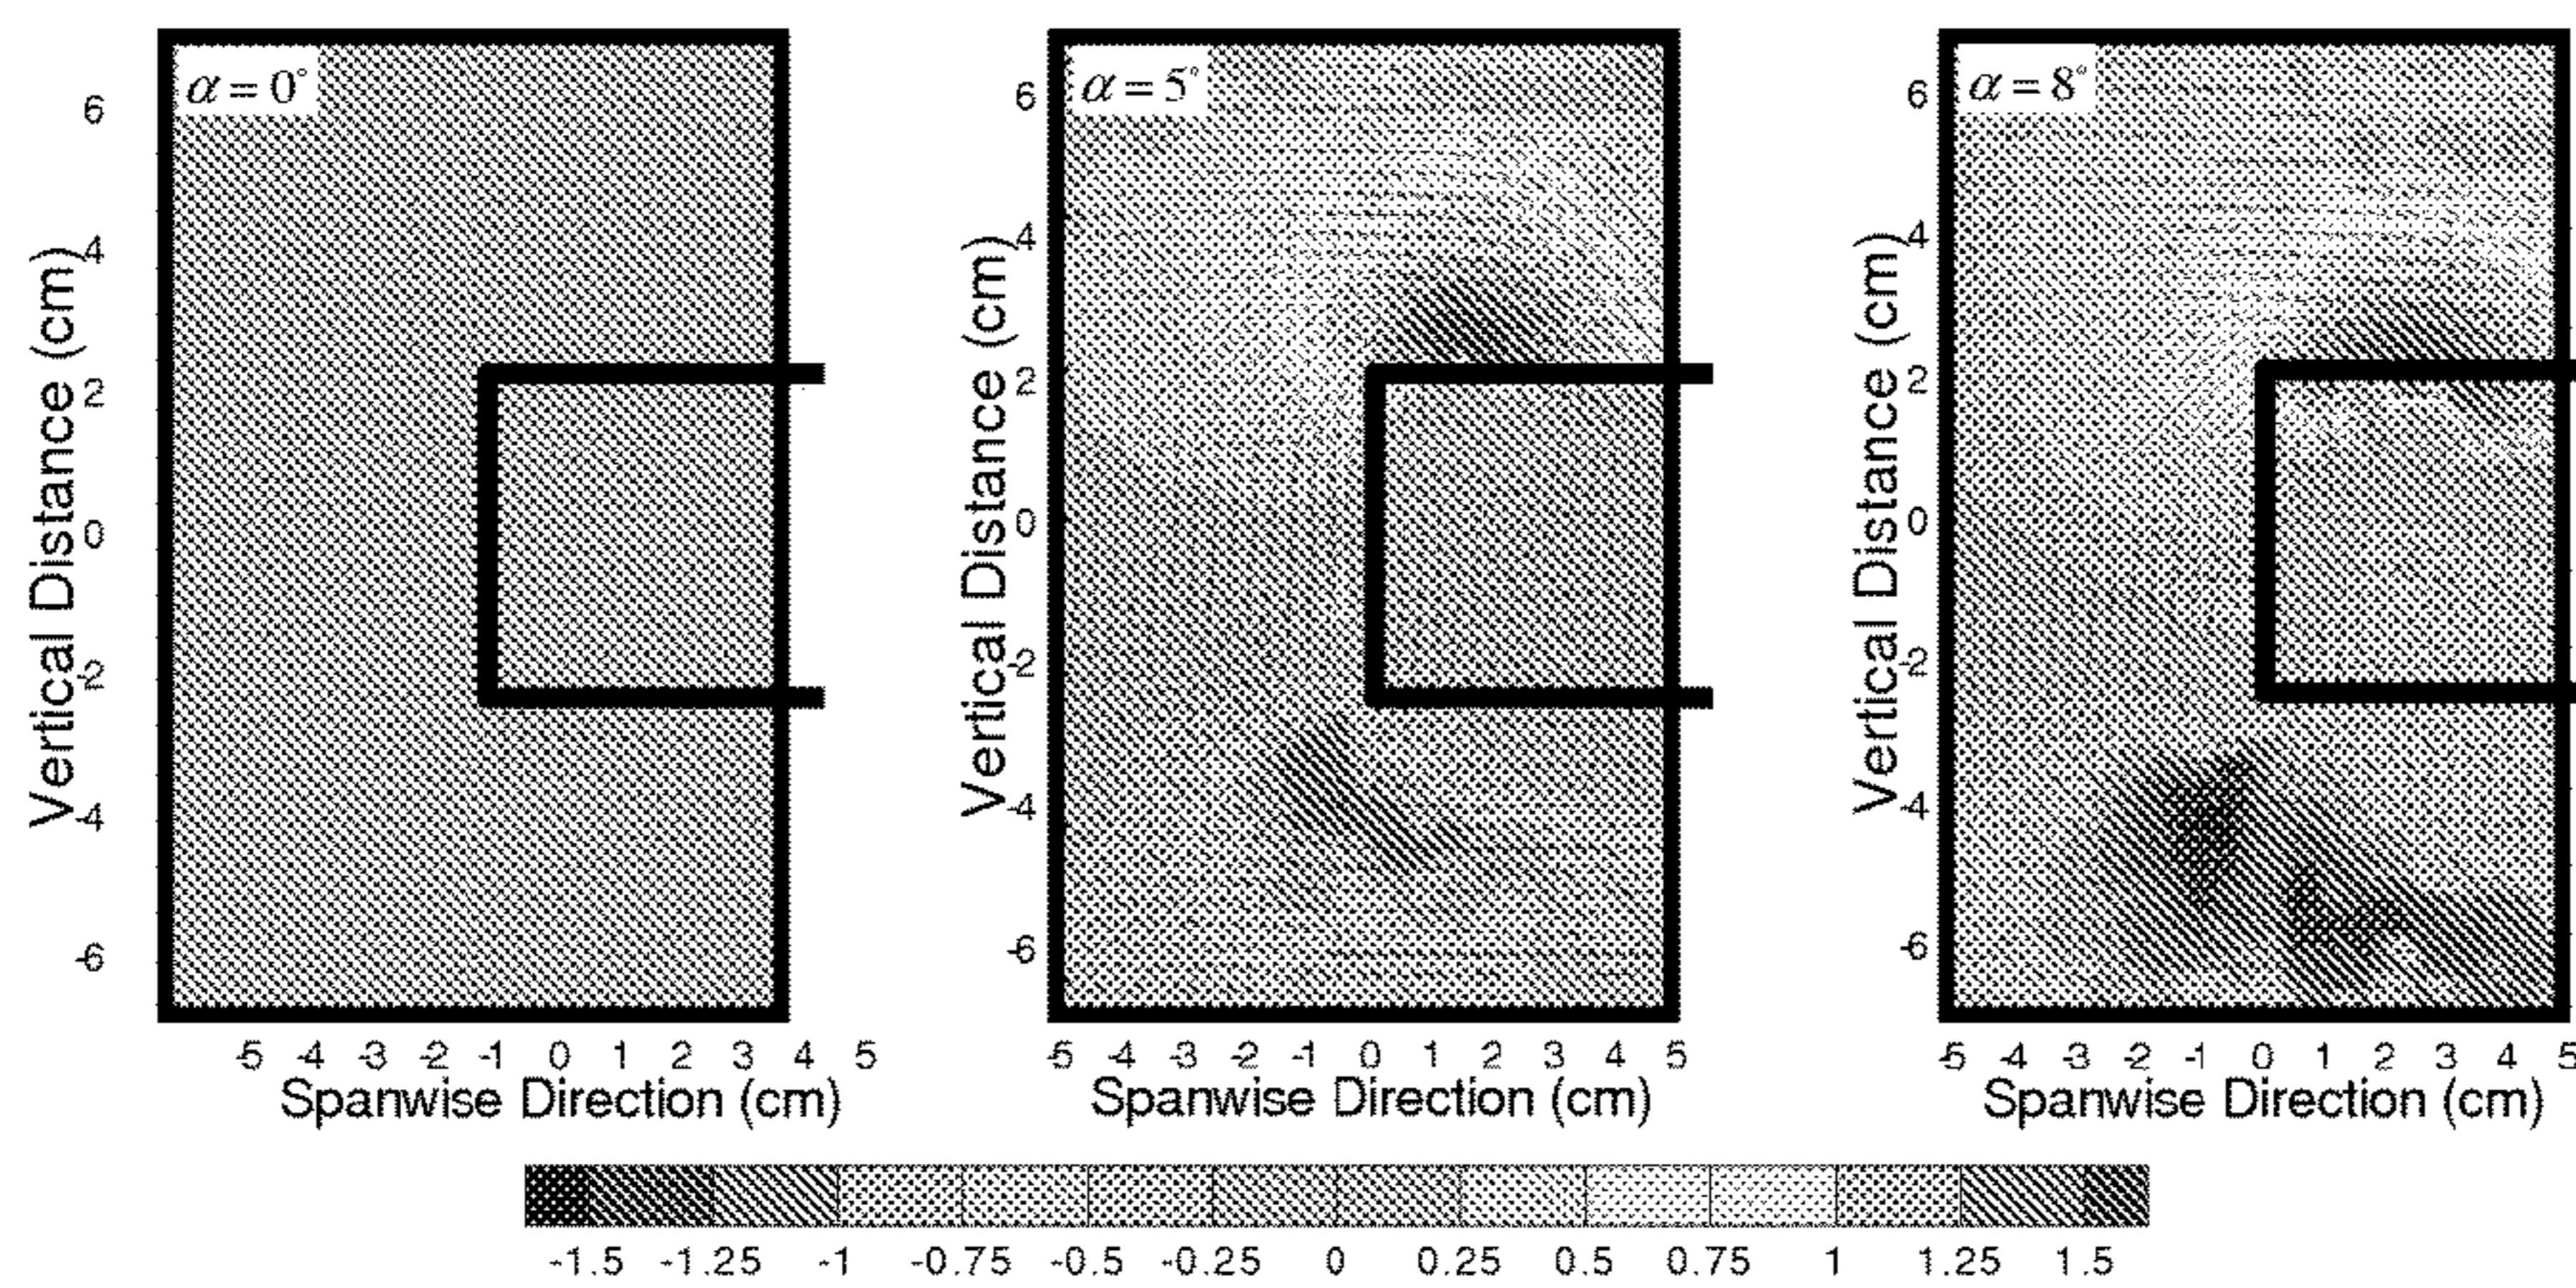 α = 0°
α = 5°
α = 8°
6
4
2
0
-2
-4
-6
Vertical Distance (cm)
6
4
2
0
-2
-4
-6
Vertical Distance (cm)
6
4
2
0
-2
-4
-6
Vertical Distance (cm)
-5 -4 -3 -2 -1 0 1 2 3 4 5
-5 -4 -3 -2 -1 0 1 2 3 4 5
-5 -4 -3 -2 -1 0 1 2 3 4 5
Spanwise Direction (cm)
Spanwise Direction (cm)
Spanwise Direction (cm)
-1.5 -1.25 -1 -0.75 -0.5 -0.25 0 0.25 0.5 0.75 1 1.25 1.5